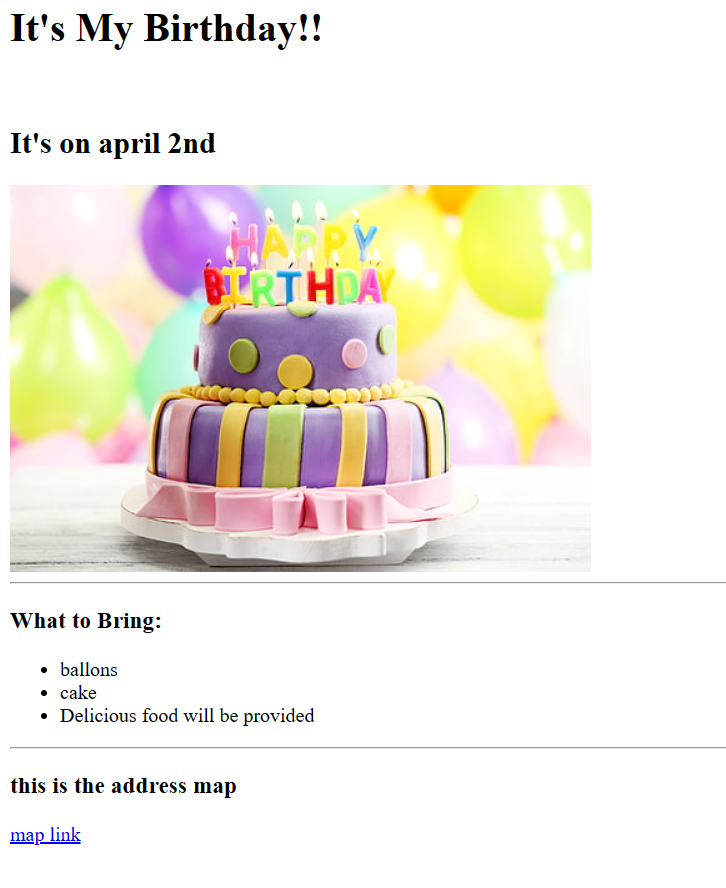 It's My Birthday!!
It's on april 2nd
HAPPY
BIRTHDAY
What to Bring:
ballons
cake
Delicious food will be provided
this is the address map
map link